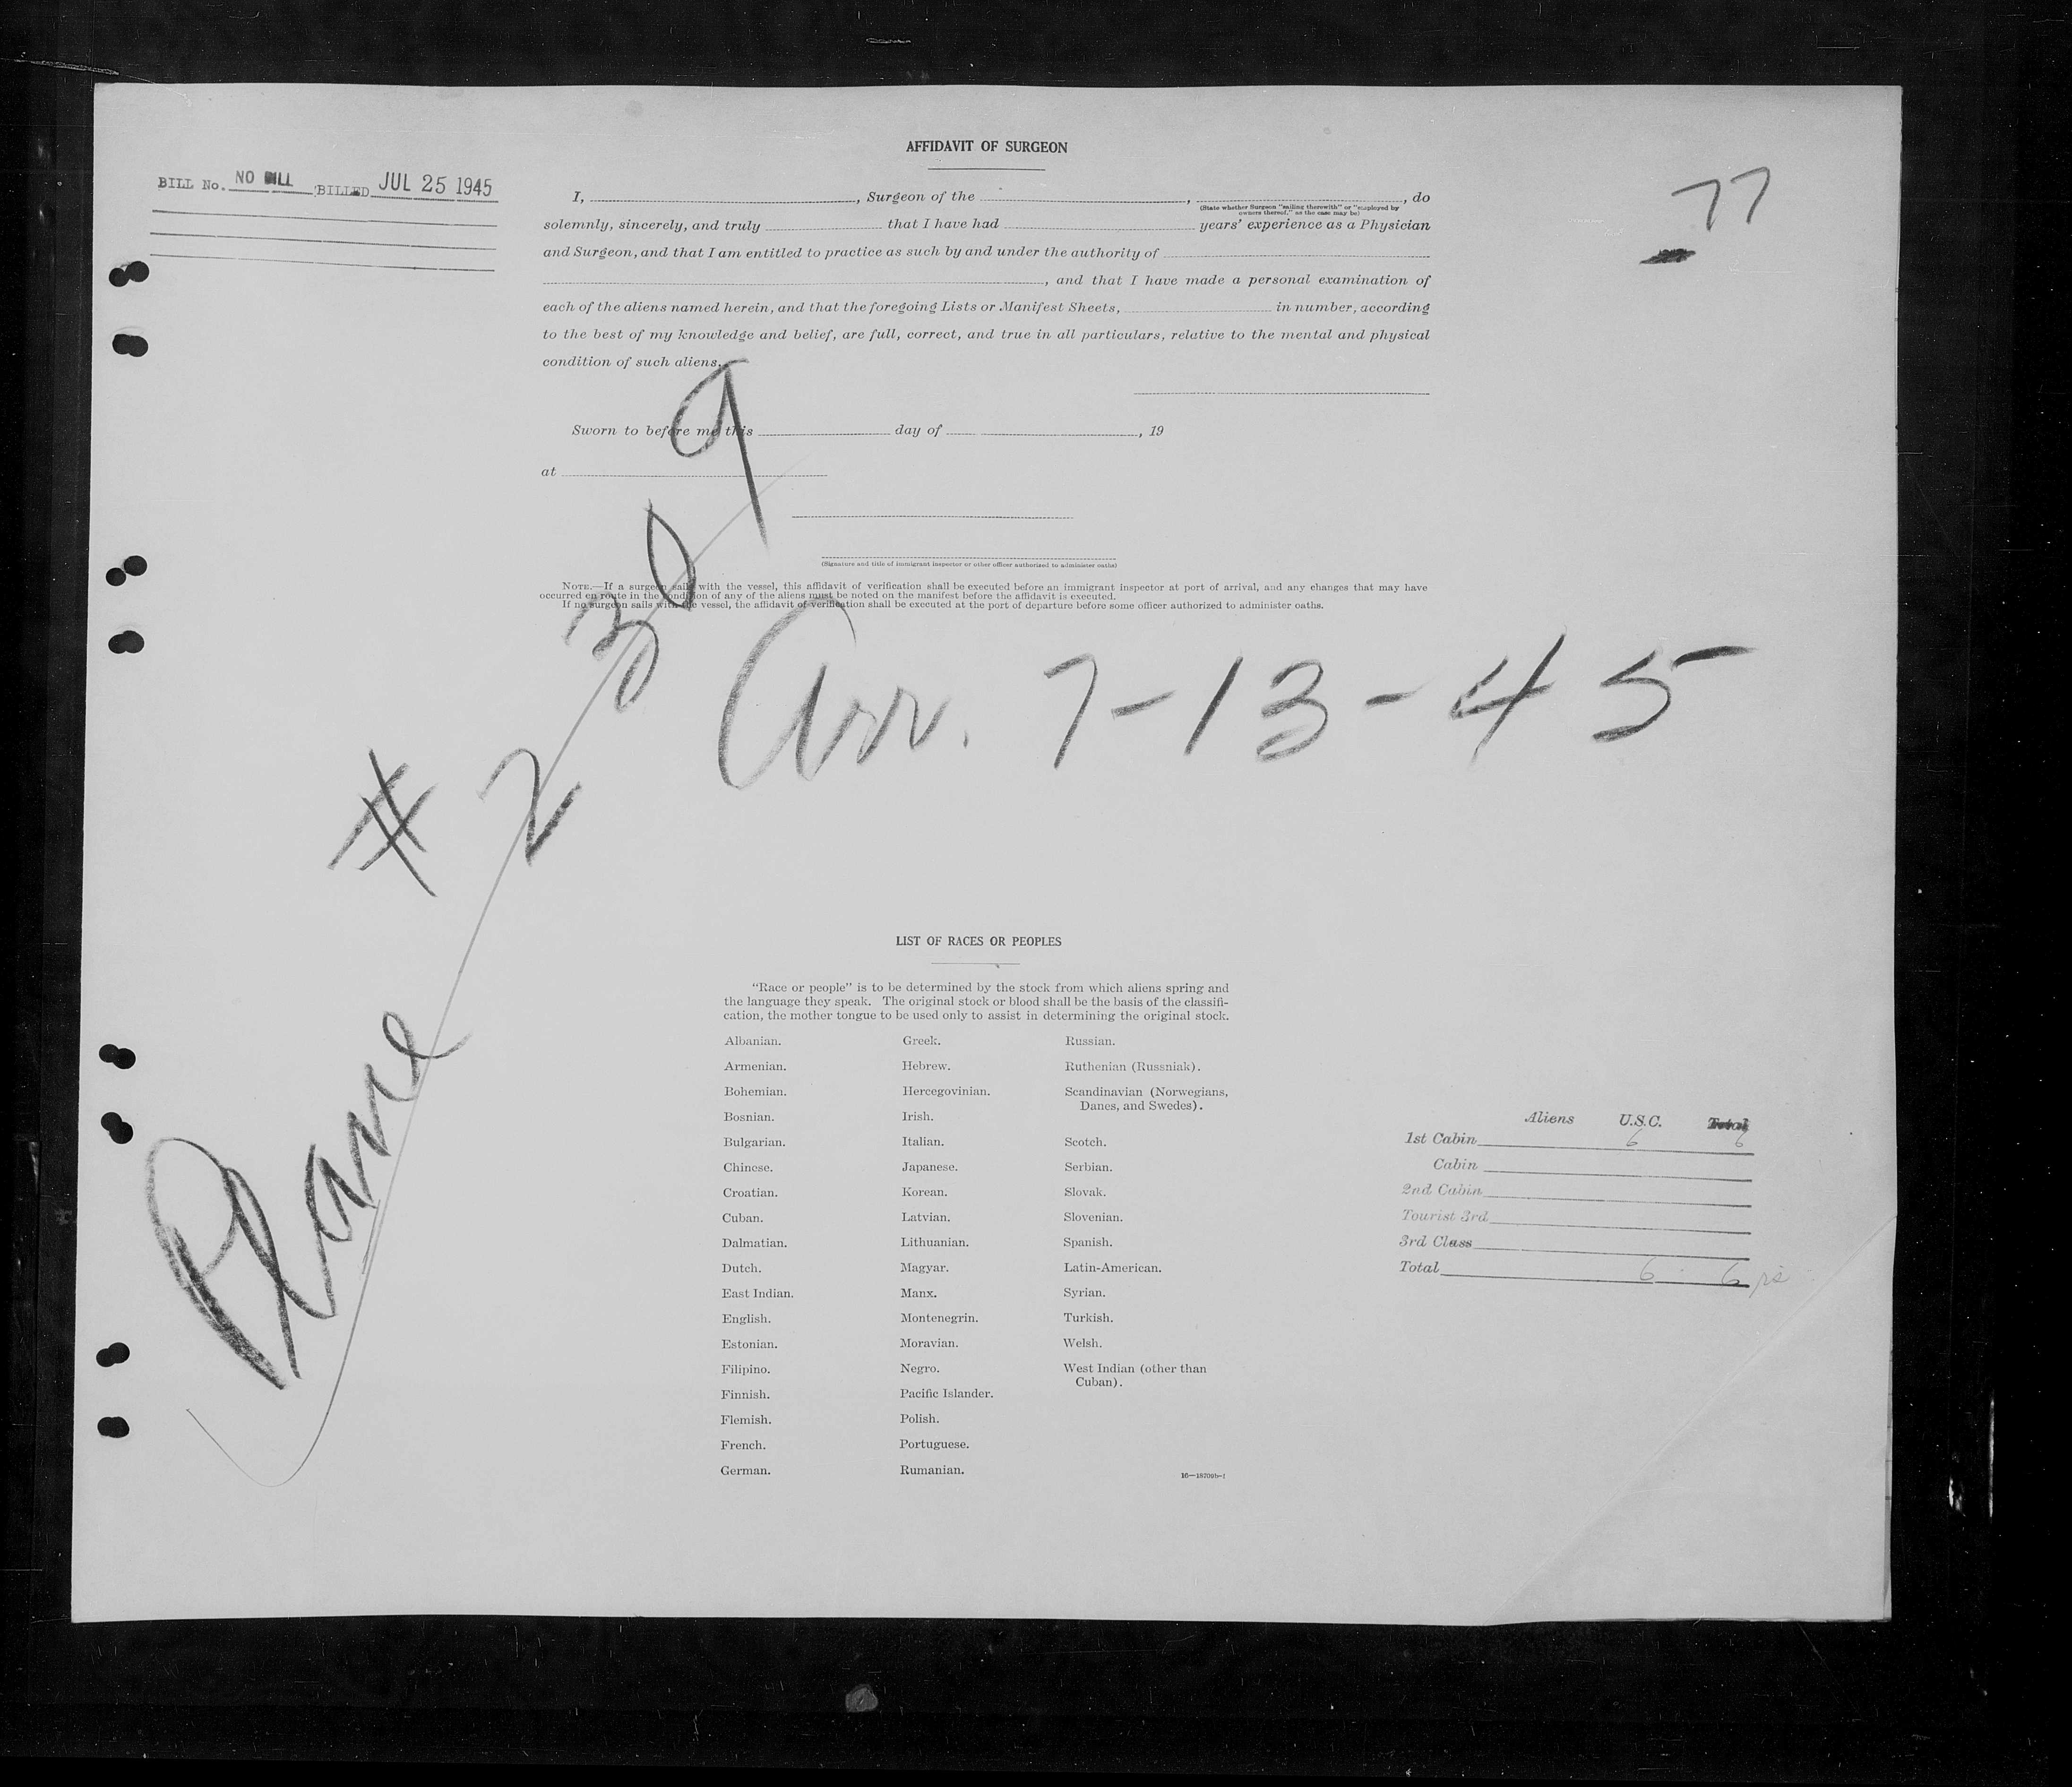 AFFIDAVIT OF SURGEON
BILL No. NO BILL BILLED JUL 25 1945
77
I, , Surgeon of the , , do
(State whether Surgeon "sailing therewith" or "employed by
owners thereof," as the case may be)
solemnly, sincerely, and truly that I have had years' experience as a Physician
and Surgeon, and that I am entitled to practice as such by and under the authority of
, and that I have made a personal examination of
each of the aliens named herein, and that the foregoing Lists or Manifest Sheets, in number, according
to the best of my knowledge and belief, are full, correct, and true in all particulars, relative to the mental and physical
condition of such aliens.
Sworn to before me this day of , 19
at
(Signature and title of immigrant inspector or other officer authorized to administer oaths)
NOTE.—If a surgeon sails with the vessel, this affidavit of verification shall be executed before an immigrant inspector at port of arrival, and any changes that may have
occurred en route in the condition of any of the aliens must be noted on the manifest before the affidavit is executed.
If no surgeon sails with the vessel, the affidavit of verification shall be executed at the port of departure before some officer authorized to administer oaths.
Plane # 2309
Arr. 7-13-45
LIST OF RACES OR PEOPLES
"Race or people" is to be determined by the stock from which aliens spring and
the language they speak. The original stock or blood shall be the basis of the classifi-
cation, the mother tongue to be used only to assist in determining the original stock.
Albanian.
Armenian.
Bohemian.
Bosnian.
Bulgarian.
Chinese.
Croatian.
Cuban.
Dalmatian.
Dutch.
East Indian.
English.
Estonian.
Filipino.
Finnish.
Flemish.
French.
German.
Greek.
Hebrew.
Hercegovinian.
Irish.
Italian.
Japanese.
Korean.
Latvian.
Lithuanian.
Magyar.
Manx.
Montenegrin.
Moravian.
Negro.
Pacific Islander.
Polish.
Portuguese.
Rumanian.
Russian.
Ruthenian (Russniak).
Scandinavian (Norwegians,
Danes, and Swedes).
Scotch.
Serbian.
Slovak.
Slovenian.
Spanish.
Latin-American.
Syrian.
Turkish.
Welsh.
West Indian (other than
Cuban).
Aliens U.S.C. Total
1st Cabin 6 6
Cabin
2nd Cabin
Tourist 3rd
3rd Class
Total 6 6